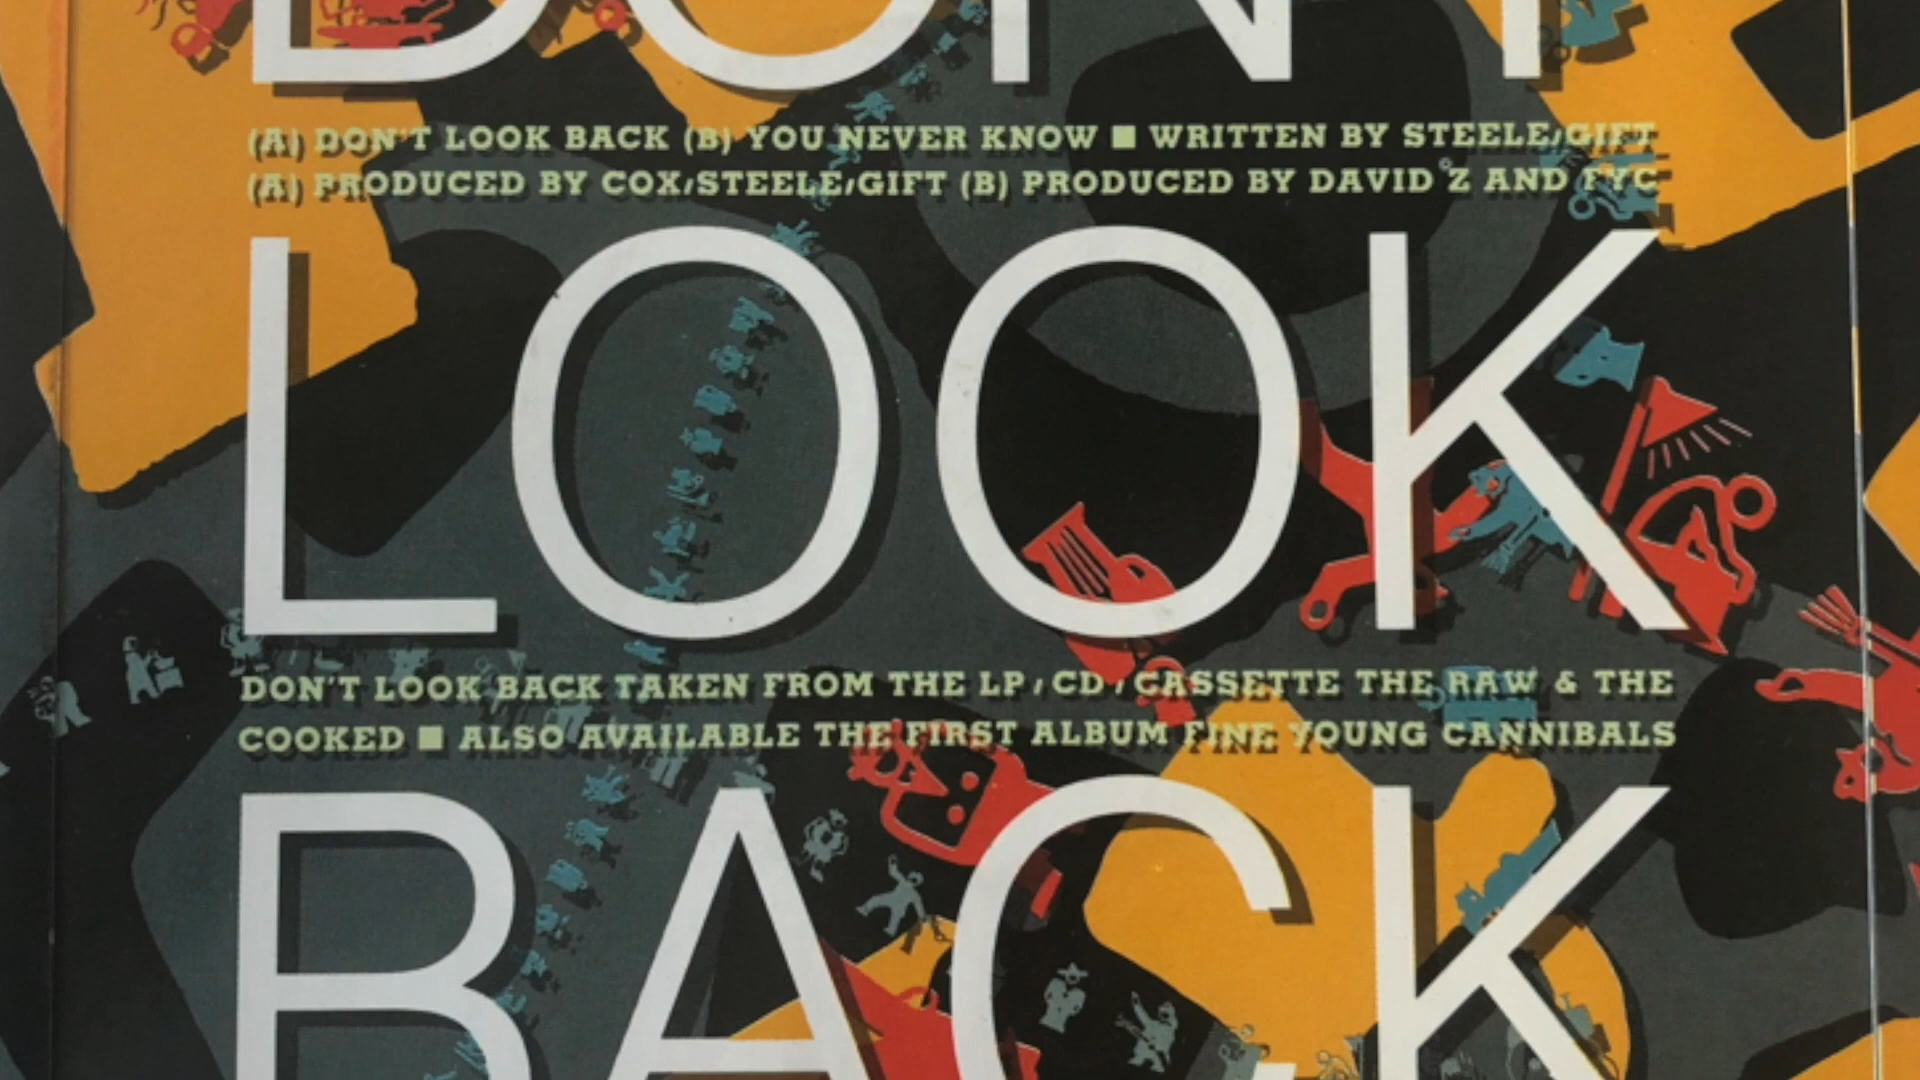 DON'T
(A) DON'T LOOK BACK (B) YOU NEVER KNOW ■ WRITTEN BY STEELE/GIFT
(A) PRODUCED BY COX/STEELE/GIFT (B) PRODUCED BY DAVID Z AND FYC
LOOK
DON'T LOOK BACK TAKEN FROM THE LP/CD/CASSETTE THE RAW & THE
COOKED ■ ALSO AVAILABLE THE FIRST ALBUM FINE YOUNG CANNIBALS
BACK